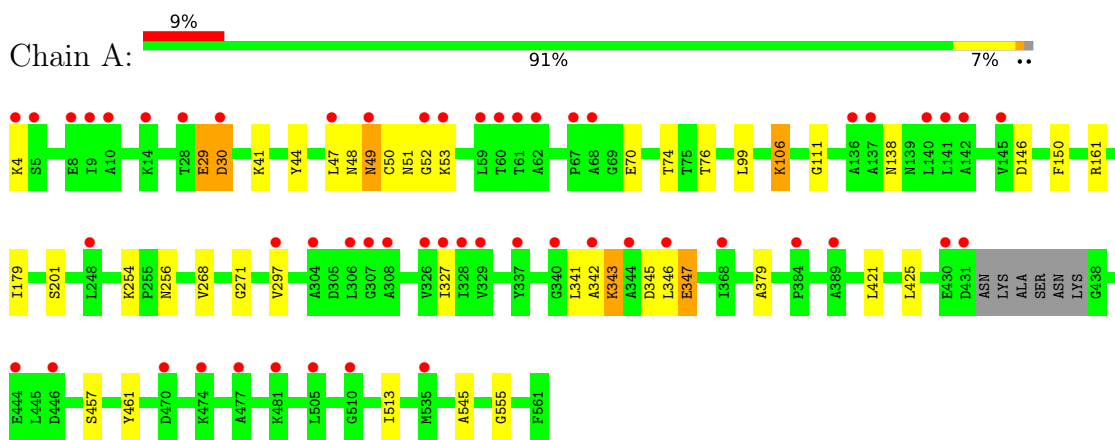 9%
Chain A:
91% 7% ••
K4 S5 E8 I9 A10 K14 T28 E29 D30 K41 Y44 L47 N48 N49 C50 N51 G52 K53 L59 T60 T61 A62 P67 A68 G69 E70 T74 T75 T76 L99 K106 G111 A136 A137 N138 N139 L140 L141 A142 V145 D146 F150 R161
I179 S201 L248 K254 P255 N256 V268 G271 V297 A304 D305 L306 G307 A308 V326 I327 I328 V329 Y337 G340 L341 A342 K343 A344 D345 L346 E347 I368 A379 P384 A389 L421 L425 E430 D431 ASN LYS ALA SER ASN LYS G438
E444 L445 D446 S457 Y461 D470 K474 A477 K481 L505 G510 I513 M535 A545 G555 F561